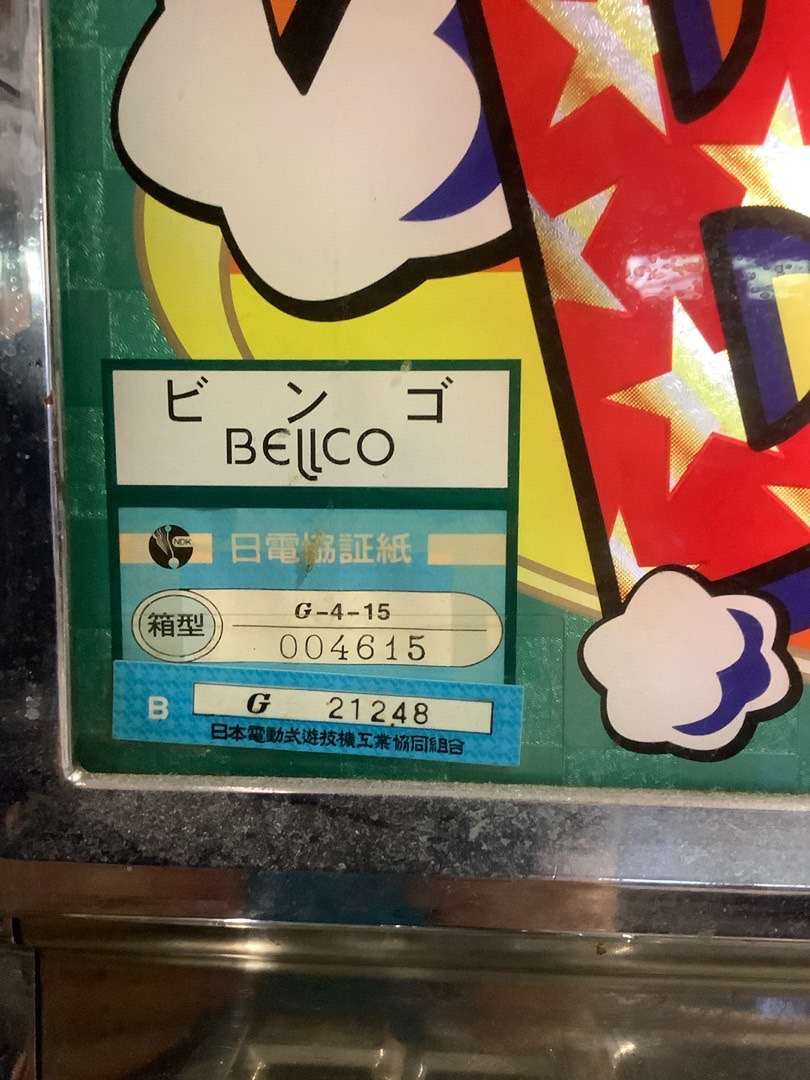 ビンゴ
BELLCO
NDK
日電協証紙
箱型
G-4-15
004615
B G 21248
日本電動式遊技機工業協同組合